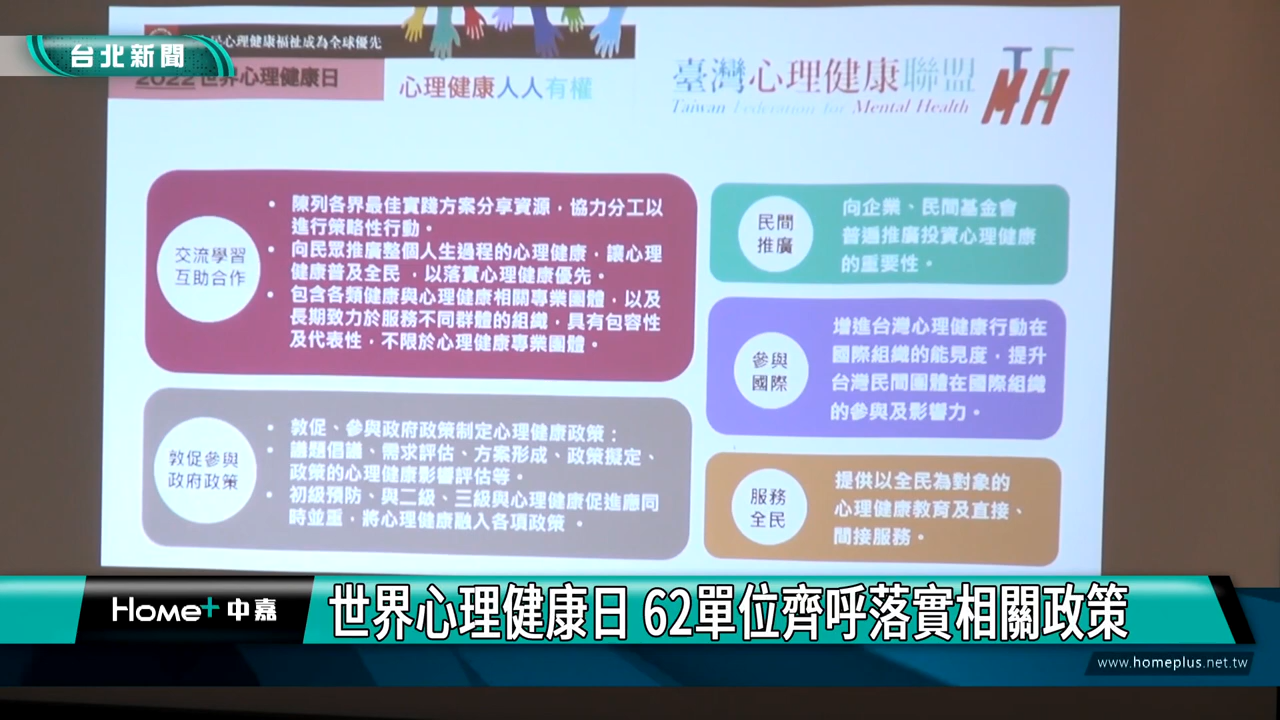 台北新聞
民心理健康福祉成為全球優先
2022世界心理健康日
心理健康人人有權
臺灣心理健康聯盟
Taiwan Federation for Mental Health
TFMH
交流學習
互助合作
• 陳列各界最佳實踐方案分享資源，協力分工以
進行策略性行動。
• 向民眾推廣整個人生過程的心理健康，讓心理
健康普及全民，以落實心理健康優先。
• 包含各類健康與心理健康相關專業團體，以及
長期致力於服務不同群體的組織，具有包容性
及代表性，不限於心理健康專業團體。
敦促參與
政府政策
• 敦促、參與政府政策制定心理健康政策：
• 議題倡議、需求評估、方案形成、政策擬定、
政策的心理健康影響評估等。
• 初級預防、與二級、三級與心理健康促進應同
時並重，將心理健康融入各項政策 。
民間
推廣
向企業、民間基金會
普遍推廣投資心理健康
的重要性。
參與
國際
增進台灣心理健康行動在
國際組織的能見度，提升
台灣民間團體在國際組織
的參與及影響力。
服務
全民
提供以全民為對象的
心理健康教育及直接、
間接服務。
Home+中嘉
世界心理健康日 62單位齊呼落實相關政策
www.homeplus.net.tw